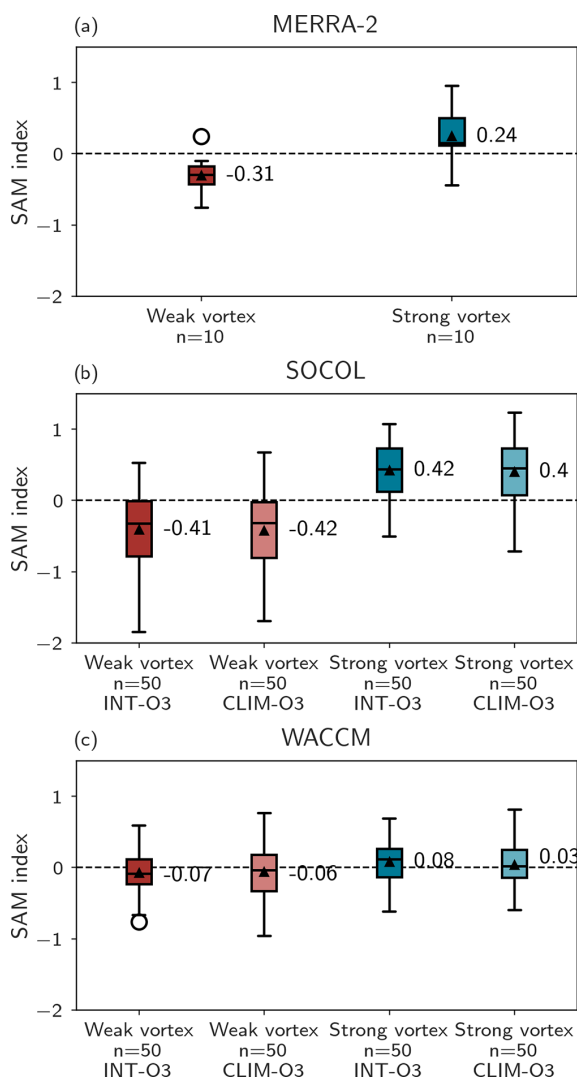 (a)
MERRA-2
SAM index
1
0
−1
−2
-0.31
0.24
Weak vortex
n=10
Strong vortex
n=10
(b)
SOCOL
SAM index
1
0
−1
−2
-0.41
-0.42
0.42
0.4
Weak vortex
n=50
INT-O3
Weak vortex
n=50
CLIM-O3
Strong vortex
n=50
INT-O3
Strong vortex
n=50
CLIM-O3
(c)
WACCM
SAM index
1
0
−1
−2
-0.07
-0.06
0.08
0.03
Weak vortex
n=50
INT-O3
Weak vortex
n=50
CLIM-O3
Strong vortex
n=50
INT-O3
Strong vortex
n=50
CLIM-O3